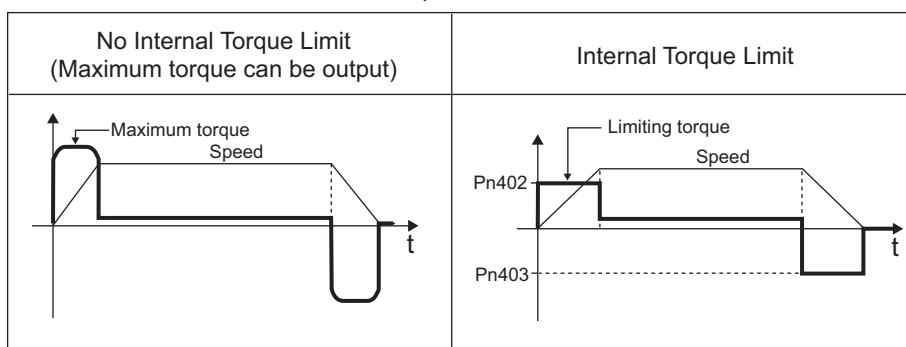 No Internal Torque Limit
(Maximum torque can be output)
Internal Torque Limit
Maximum torque
Speed
t
Limiting torque
Speed
Pn402
t
Pn403